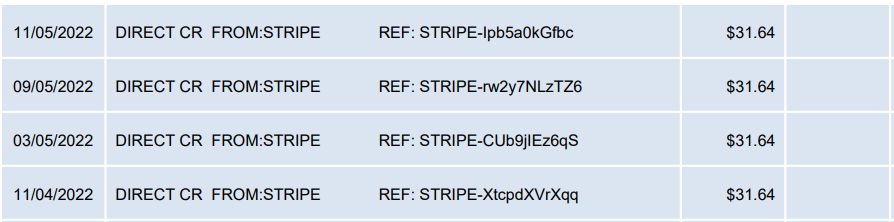 11/05/2022 DIRECT CR FROM:STRIPE REF: STRIPE-Ipb5a0kGfbc $31.64
09/05/2022 DIRECT CR FROM:STRIPE REF: STRIPE-rw2y7NLzTZ6 $31.64
03/05/2022 DIRECT CR FROM:STRIPE REF: STRIPE-CUb9jIEz6qS $31.64
11/04/2022 DIRECT CR FROM:STRIPE REF: STRIPE-XtcpdXVrXqq $31.64